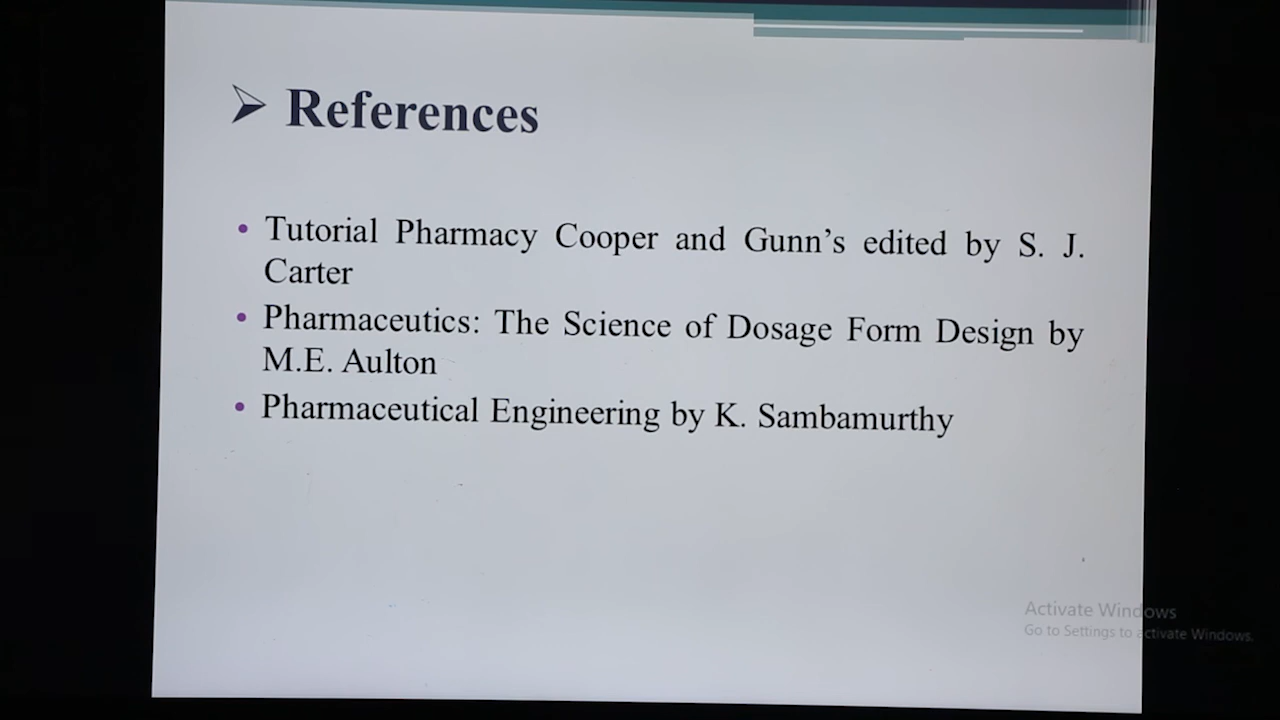 References
• Tutorial Pharmacy Cooper and Gunn’s edited by S. J.
Carter
• Pharmaceutics: The Science of Dosage Form Design by
M.E. Aulton
• Pharmaceutical Engineering by K. Sambamurthy
Activate Windows
Go to Settings to activate Windows.